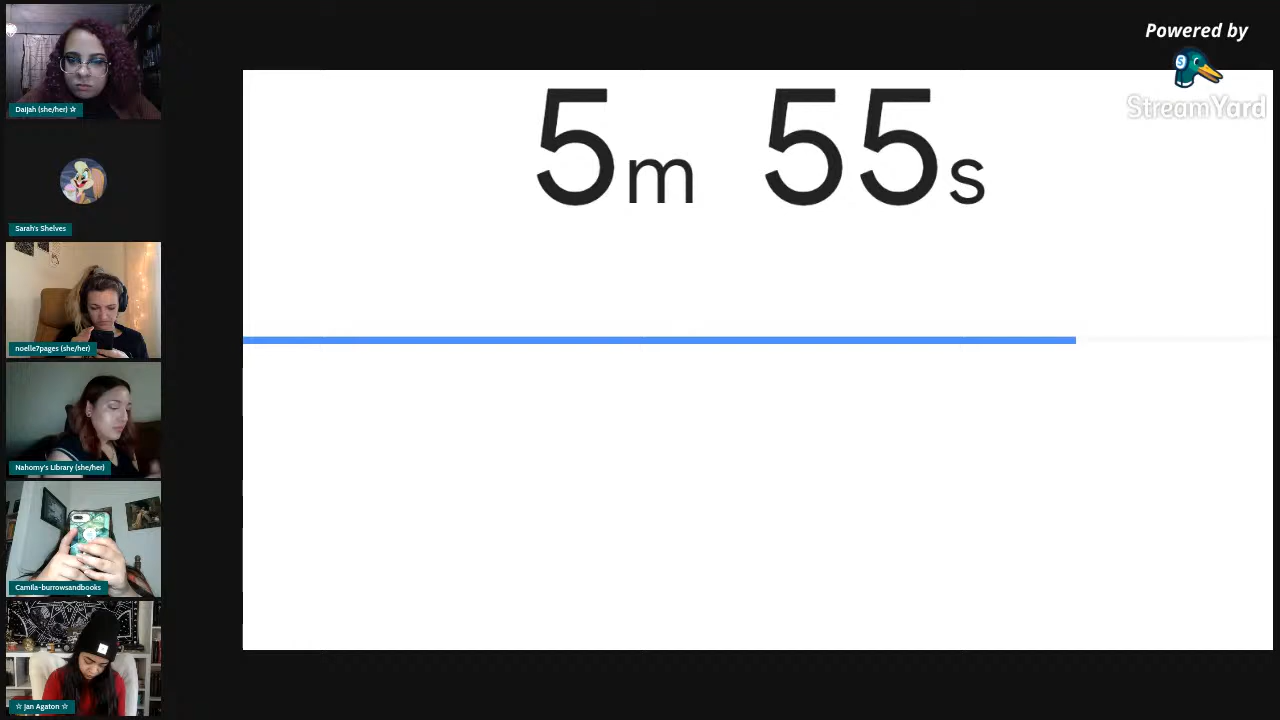 Powered by
StreamYard
5m 55s
Daijah (she/her) ☆
Sarah's Shelves
noelle7pages (she/her)
Nahomy's Library (she/her)
Camila-burrowsandbooks
☆ Jan Agaton ☆